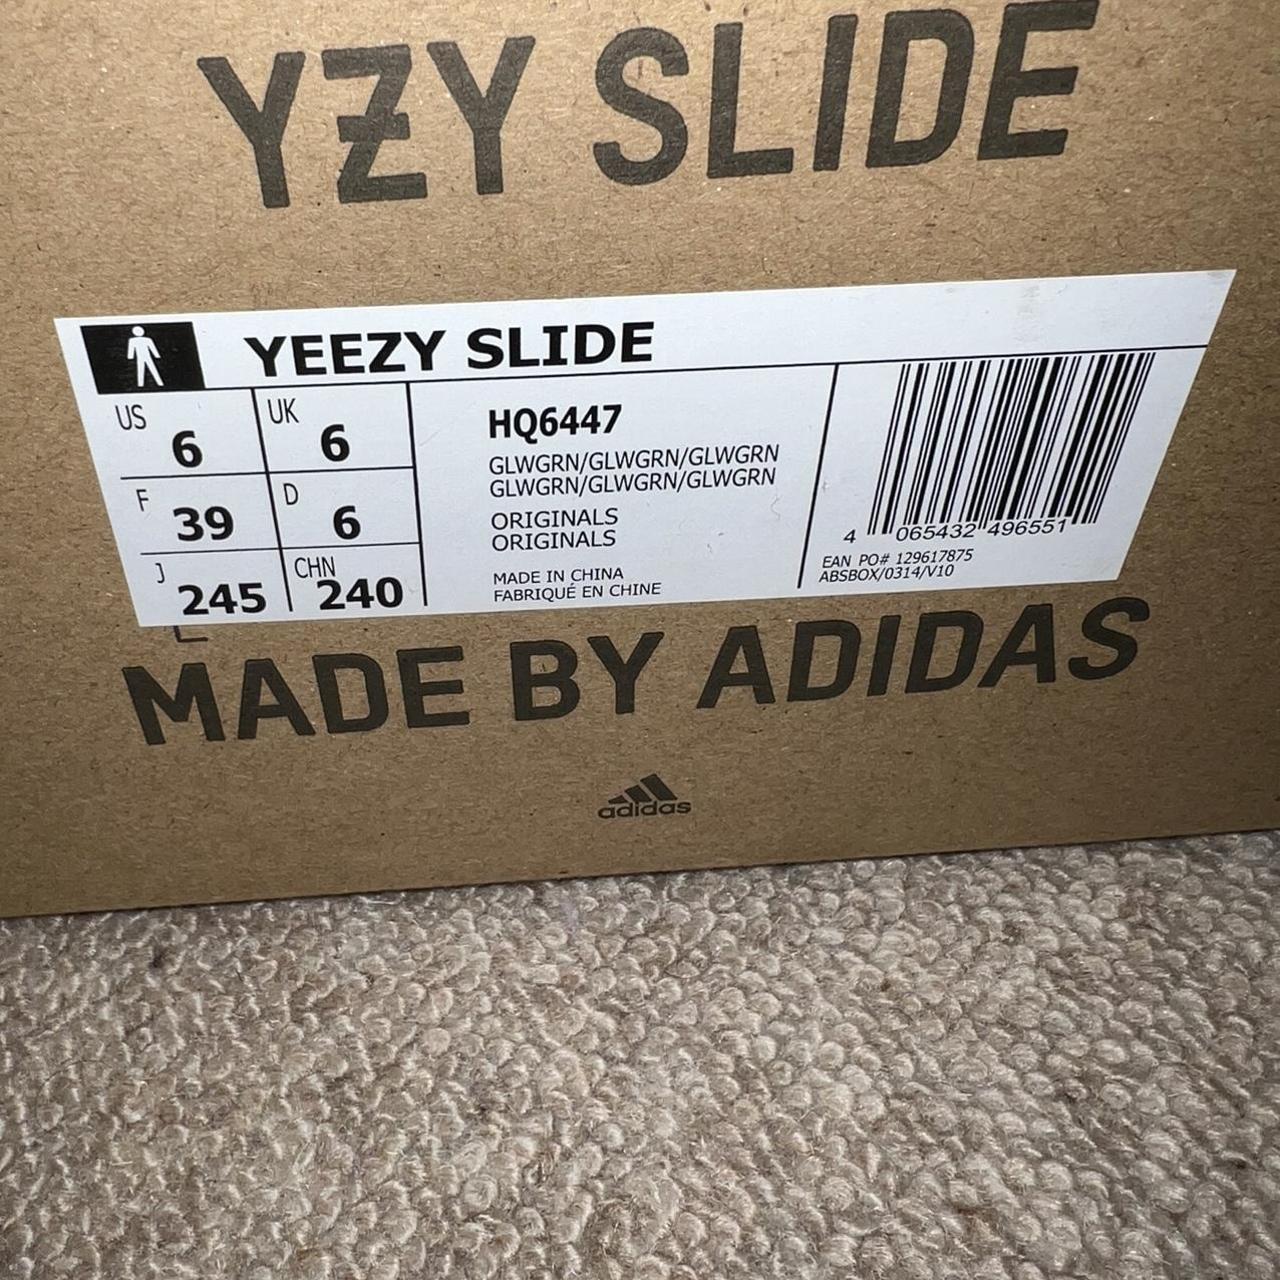 YZY SLIDE
YEEZY SLIDE
US 6 UK 6
F 39 D 6
J 245 CHN 240
HQ6447
GLWGRN/GLWGRN/GLWGRN
GLWGRN/GLWGRN/GLWGRN
ORIGINALS
ORIGINALS
MADE IN CHINA
FABRIQUÉ EN CHINE
4 065432 496551
EAN PO# 129617875
ABSBOX/0314/V10
MADE BY ADIDAS
adidas